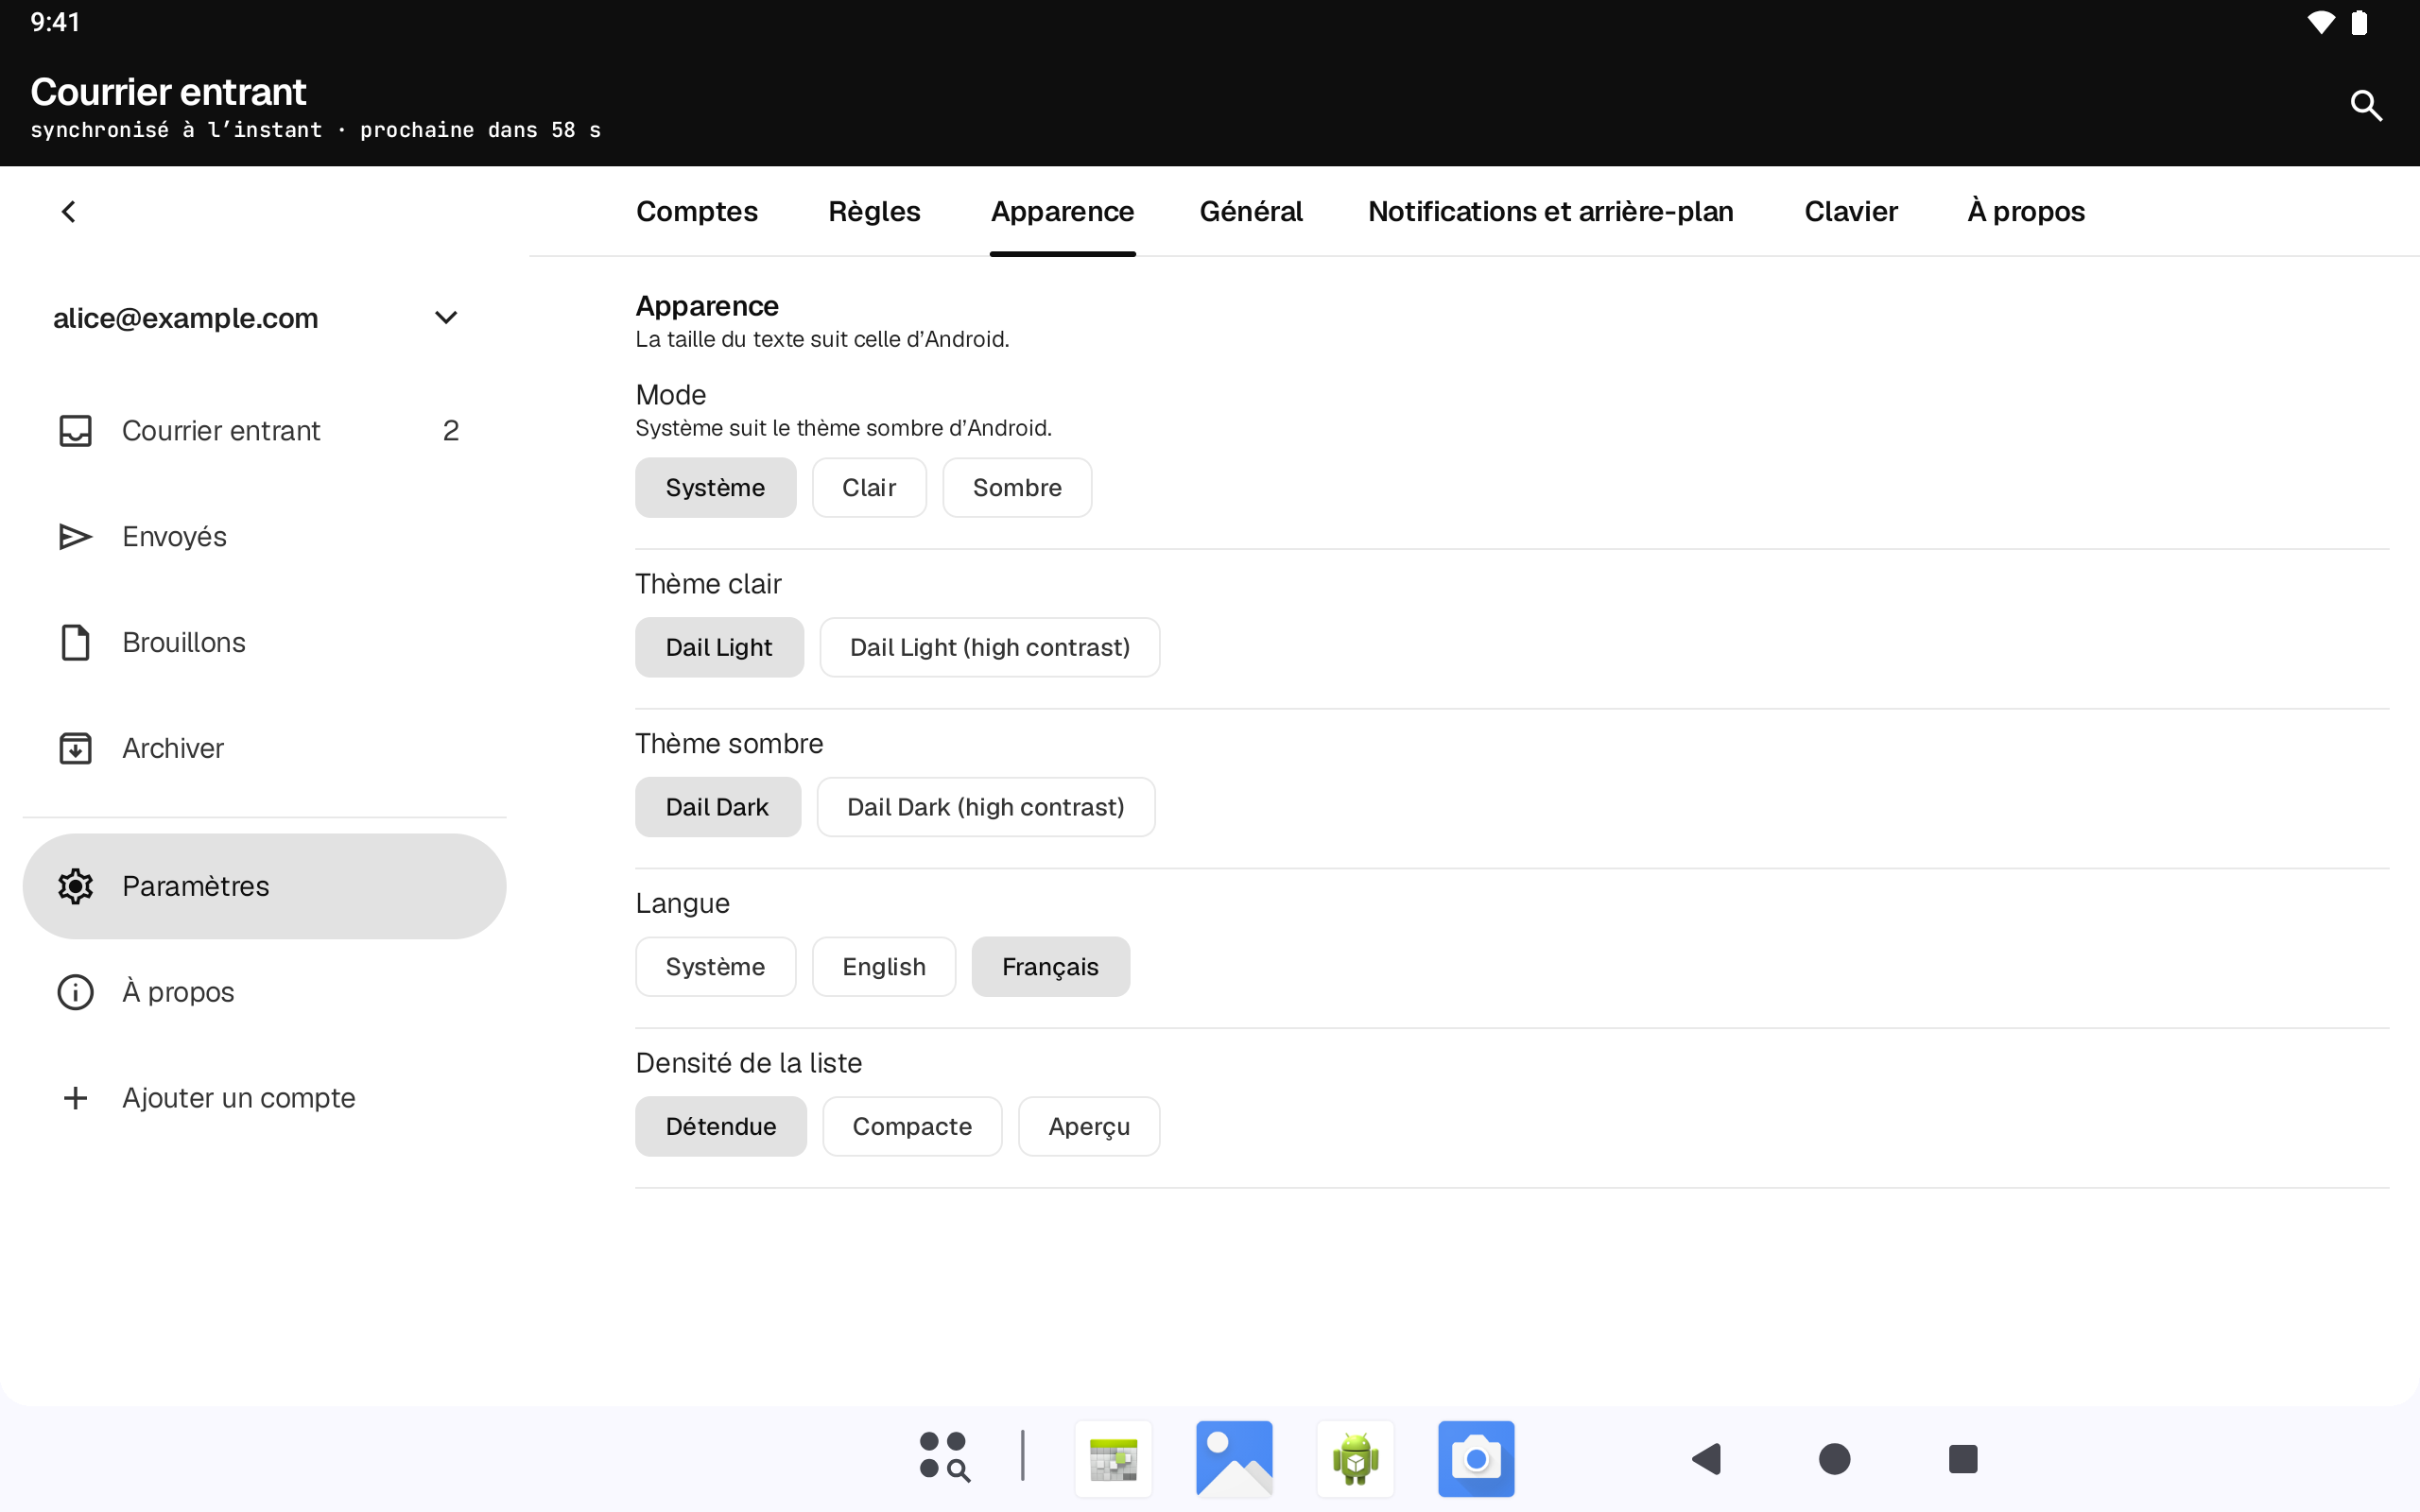 9:41
Courrier entrant
synchronisé à l’instant · prochaine dans 58 s
Comptes Règles Apparence Général Notifications et arrière-plan Clavier À propos
alice@example.com
Courrier entrant 2
Envoyés
Brouillons
Archiver
Paramètres
À propos
Ajouter un compte
Apparence
La taille du texte suit celle d’Android.
Mode
Système suit le thème sombre d’Android.
Système Clair Sombre
Thème clair
Dail Light Dail Light (high contrast)
Thème sombre
Dail Dark Dail Dark (high contrast)
Langue
Système English Français
Densité de la liste
Détendue Compacte Aperçu